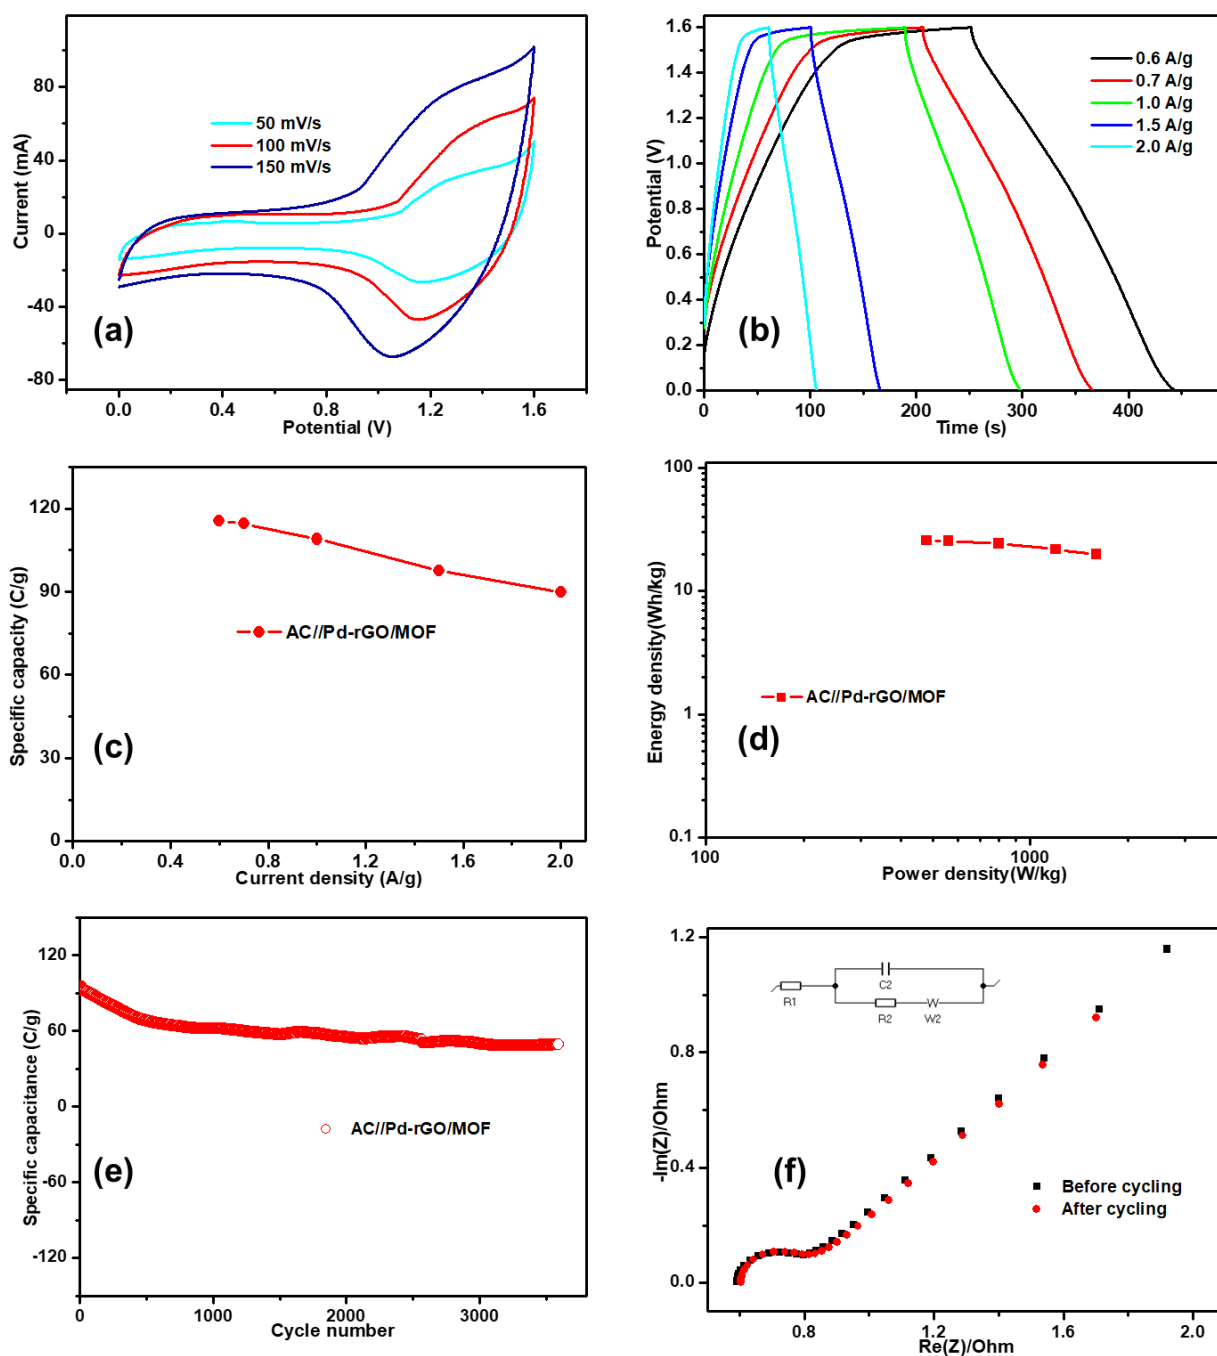 80
40
0
-40
-80
Current (mA)
50 mV/s
100 mV/s
150 mV/s
(a)
0.0 0.4 0.8 1.2 1.6
Potential (V)
1.6
1.4
1.2
1.0
0.8
0.6
0.4
0.2
0.0
Potential (V)
0.6 A/g
0.7 A/g
1.0 A/g
1.5 A/g
2.0 A/g
(b)
0 100 200 300 400
Time (s)
120
90
60
30
0
Specific capacity (C/g)
AC//Pd-rGO/MOF
(c)
0.0 0.4 0.8 1.2 1.6 2.0
Current density (A/g)
100
10
1
0.1
Energy density(Wh/kg)
AC//Pd-rGO/MOF
(d)
100 1000
Power density(W/kg)
120
60
0
-60
-120
Specific capacitance (C/g)
AC//Pd-rGO/MOF
(e)
0 1000 2000 3000
Cycle number
1.2
0.8
0.4
0.0
-Im(Z)/Ohm
R1
C2
R2
W
W2
(f)
Before cycling
After cycling
0.8 1.2 1.6 2.0
Re(Z)/Ohm